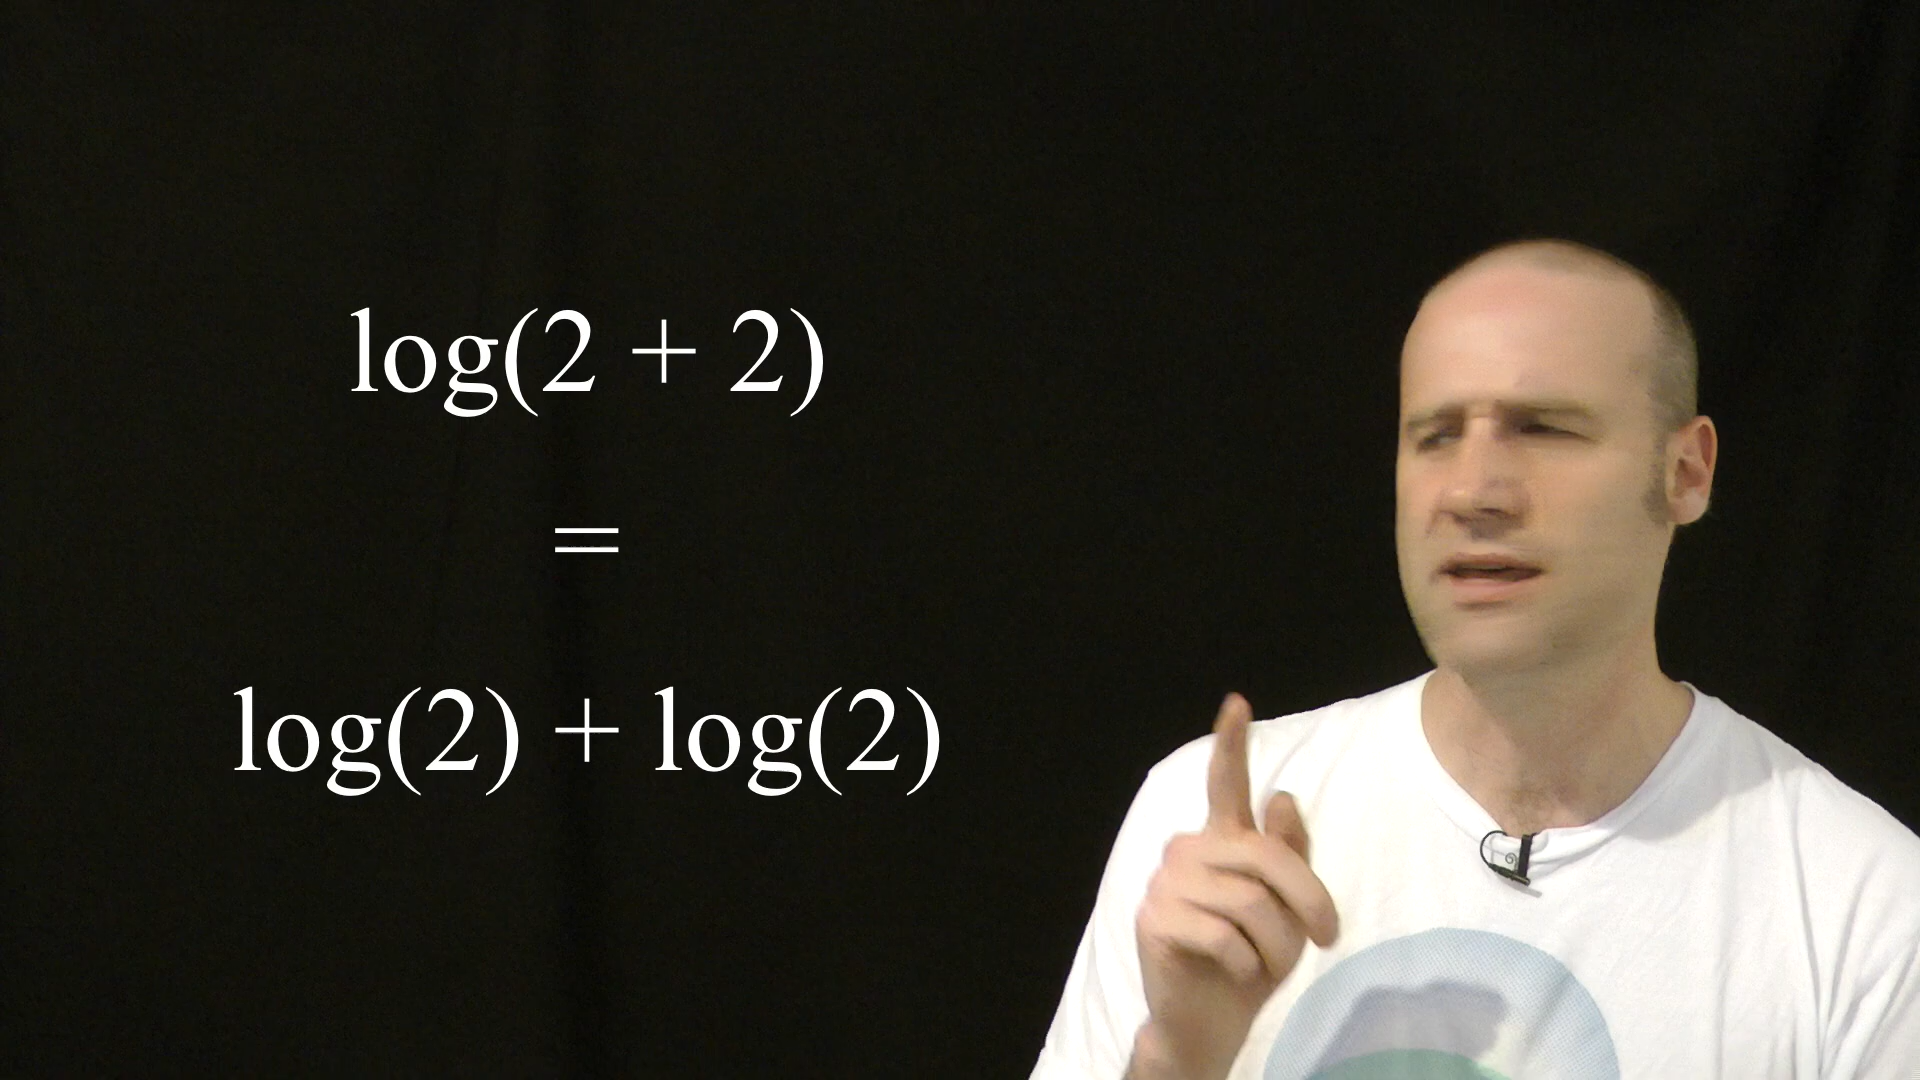 log(2 + 2)
=
log(2) + log(2)